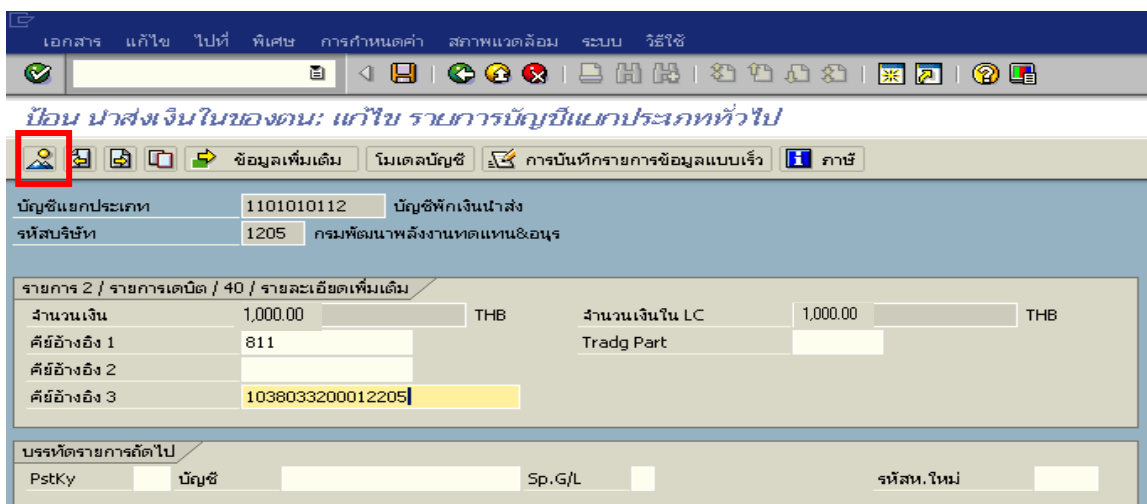 เอกสาร แก้ไข ไปที่ พิเศษ การกำหนดค่า สภาพแวดล้อม ระบบ วิธีใช้
ป้อน นำส่งเงินในของตน: แก้ไข รายการบัญชีแยกประเภททั่วไป
ข้อมูลเพิ่มเติม โมเดลบัญชี การบันทึกรายการข้อมูลแบบเร็ว ภาษี
บัญชีแยกประเภท 1101010112 บัญชีพักเงินนำส่ง
รหัสบริษัท 1205 กรมพัฒนาพลังงานทดแทน&อนุร
รายการ 2 / รายการเดบิต / 40 / รายละเอียดเพิ่มเติม
จำนวนเงิน 1,000.00 THB จำนวนเงินใน LC 1,000.00 THB
คีย์อ้างอิง 1 811 Tradg Part
คีย์อ้างอิง 2
คีย์อ้างอิง 3 1038033200012205
บรรทัดรายการถัดไป
PstKy บัญชี Sp.G/L รหัสห.ใหม่